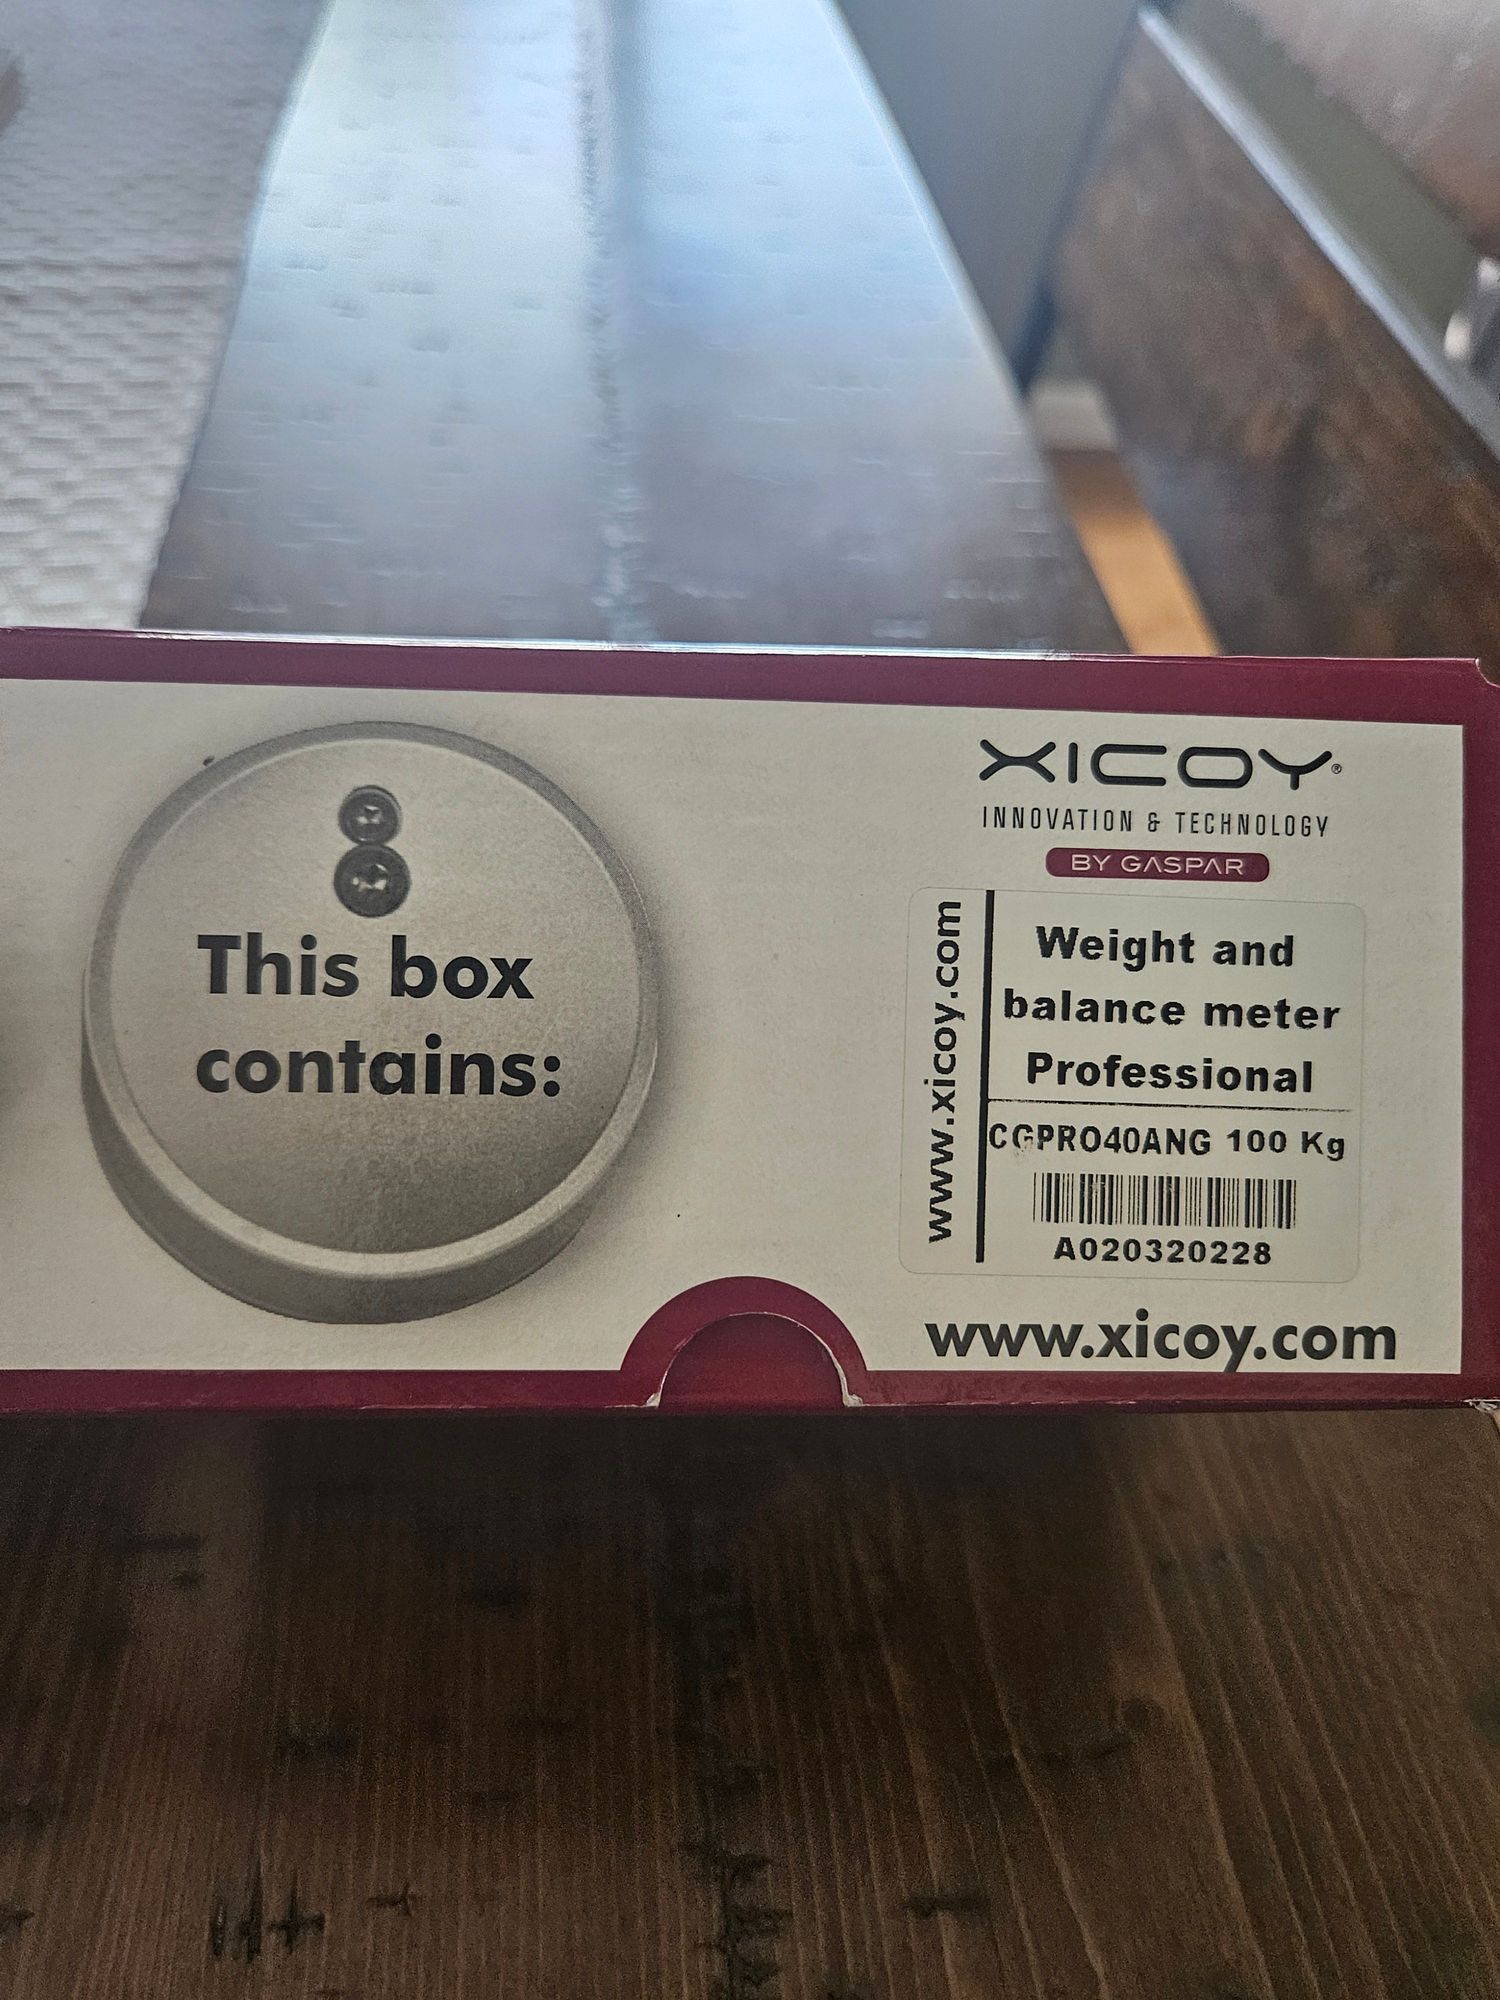 This box
contains:
XICOY®
INNOVATION & TECHNOLOGY
BY GASPAR
www.xicoy.com
Weight and
balance meter
Professional
CGPRO40ANG 100 Kg
A020320228
www.xicoy.com